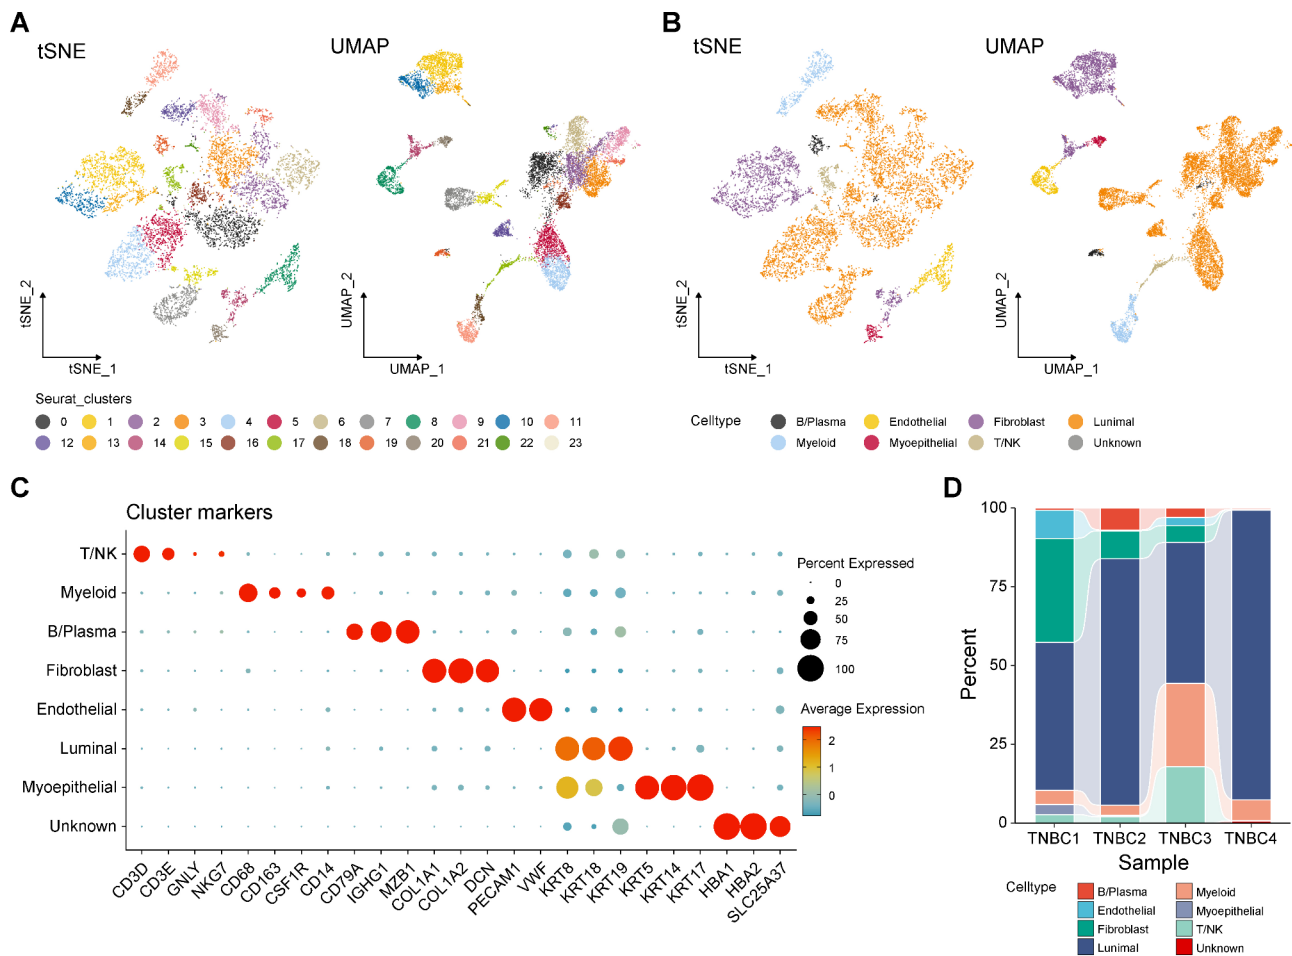 A
tSNE
UMAP
tSNE_2
tSNE_1
UMAP_2
UMAP_1
Seurat_clusters
0 1 2 3 4 5 6 7 8 9 10 11
12 13 14 15 16 17 18 19 20 21 22 23
B
tSNE
UMAP
tSNE_2
tSNE_1
UMAP_2
UMAP_1
Celltype
B/Plasma Endothelial Fibroblast Lunimal
Myeloid Myoepithelial T/NK Unknown
C
Cluster markers
T/NK
Myeloid
B/Plasma
Fibroblast
Endothelial
Luminal
Myoepithelial
Unknown
CD3D
CD3E
GNLY
NKG7
CD68
CD163
CSF1R
CD14
CD79A
IGHG1
MZB1
COL1A1
COL1A2
DCN
PECAM1
VWF
KRT8
KRT18
KRT19
KRT5
KRT14
KRT17
HBA1
HBA2
SLC25A37
Percent Expressed
0
25
50
75
100
Average Expression
2
1
0
D
Percent
100
75
50
25
0
TNBC1 TNBC2 TNBC3 TNBC4
Sample
Celltype
B/Plasma Myeloid
Endothelial Myoepithelial
Fibroblast T/NK
Lunimal Unknown